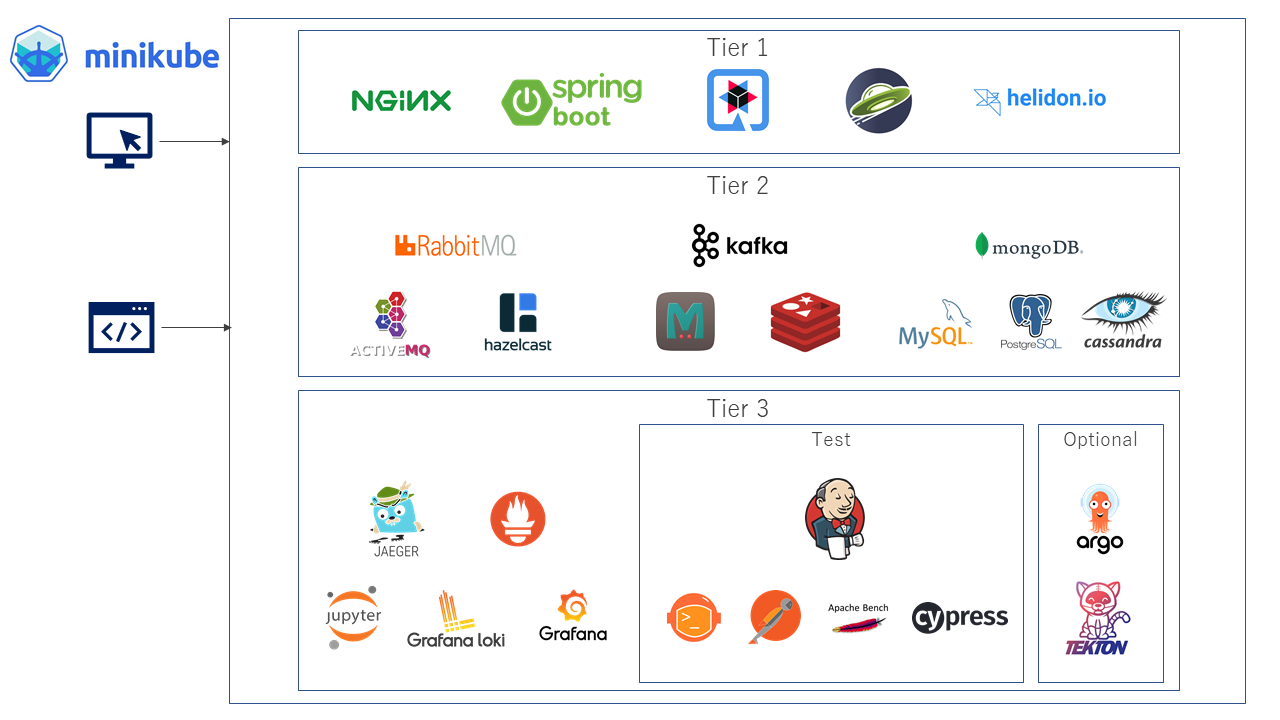 minikube
Tier 1
NGINX
spring
boot
helidon.io
Tier 2
RabbitMQ
kafka
mongoDB.
ACTIVEMQ
hazelcast
M
MySQL™
PostgreSQL
cassandra
</>
Tier 3
Test
Optional
JAEGER
argo
jupyter
Grafana loki
Grafana
>_
Apache Bench
cypress
TEKTON